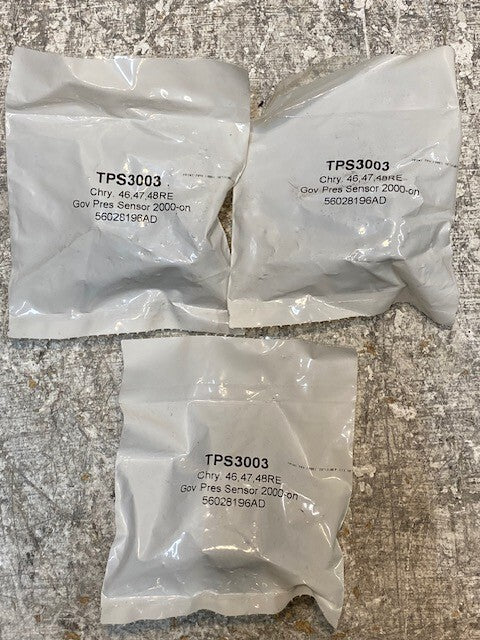 TPS3003
Chry. 46,47,48RE
Gov Pres Sensor 2000-on
56028196AD
TPS3003
Chry. 46,47,48RE
Gov Pres Sensor 2000-on
56028196AD
TPS3003
Chry. 46,47,48RE
Gov Pres Sensor 2000-on
56028196AD